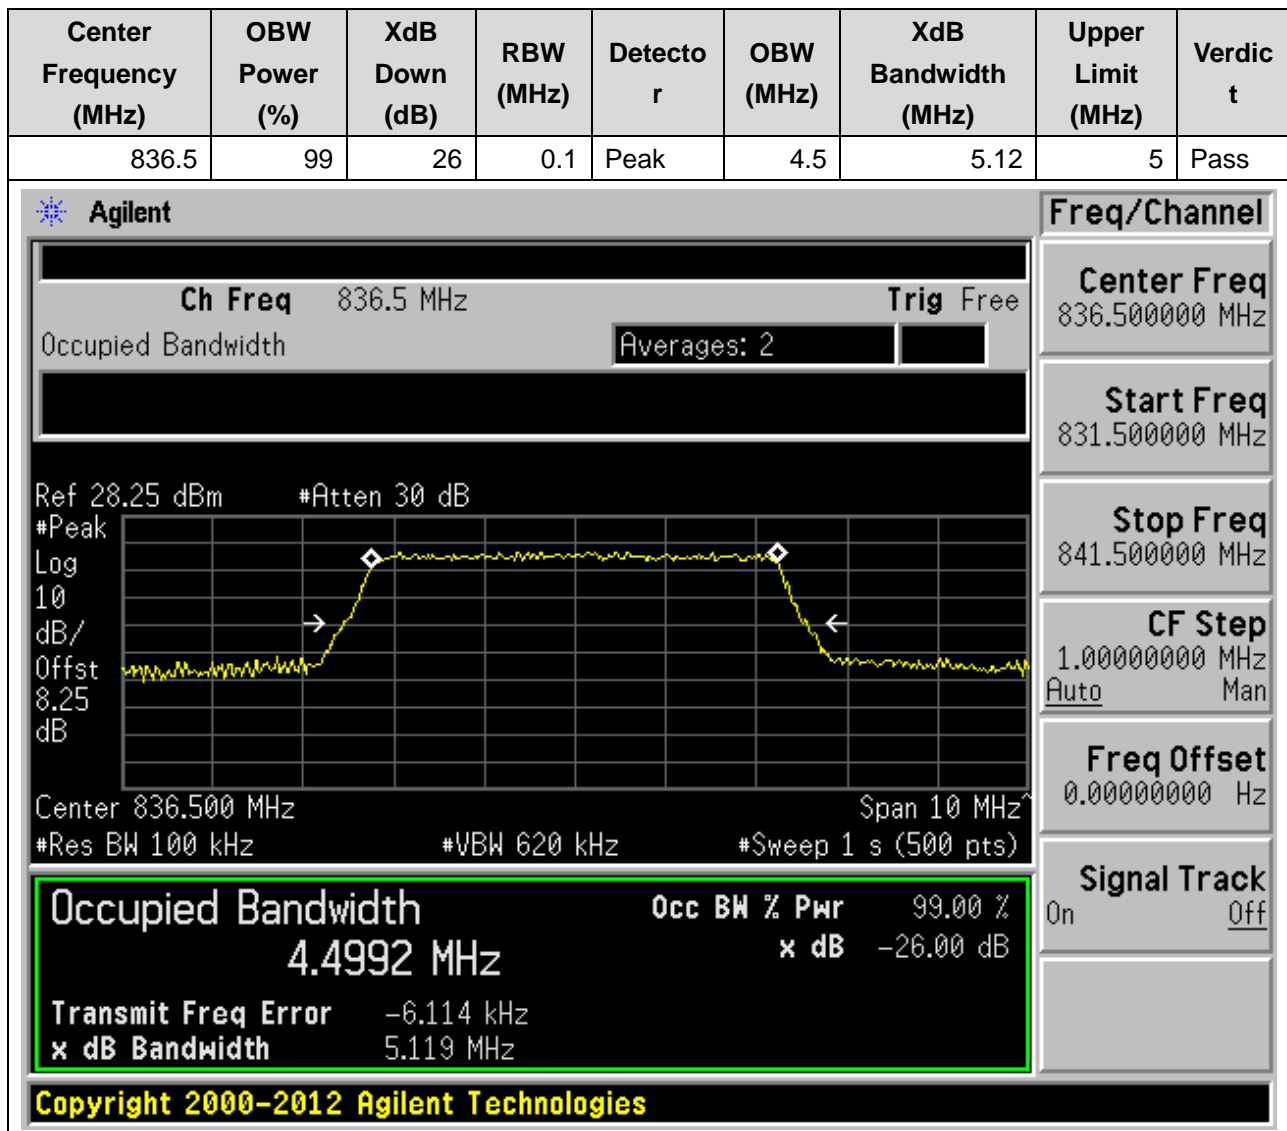 Center Frequency (MHz) | OBW Power (%) | XdB Down (dB) | RBW (MHz) | Detector | OBW (MHz) | XdB Bandwidth (MHz) | Upper Limit (MHz) | Verdict
836.5 | 99 | 26 | 0.1 | Peak | 4.5 | 5.12 | 5 | Pass
Agilent
Freq/Channel
Ch Freq 836.5 MHz Trig Free
Occupied Bandwidth Averages: 2
Center Freq
836.500000 MHz
Start Freq
831.500000 MHz
Stop Freq
841.500000 MHz
CF Step
1.00000000 MHz
Auto Man
Freq Offset
0.00000000 Hz
Signal Track
On Off
Ref 28.25 dBm #Atten 30 dB
#Peak
Log
10
dB/
Offst
8.25
dB
Center 836.500 MHz Span 10 MHz^
#Res BW 100 kHz #VBW 620 kHz #Sweep 1 s (500 pts)
Occupied Bandwidth Occ BW % Pwr 99.00 %
4.4992 MHz x dB -26.00 dB
Transmit Freq Error -6.114 kHz
x dB Bandwidth 5.119 MHz
Copyright 2000-2012 Agilent Technologies